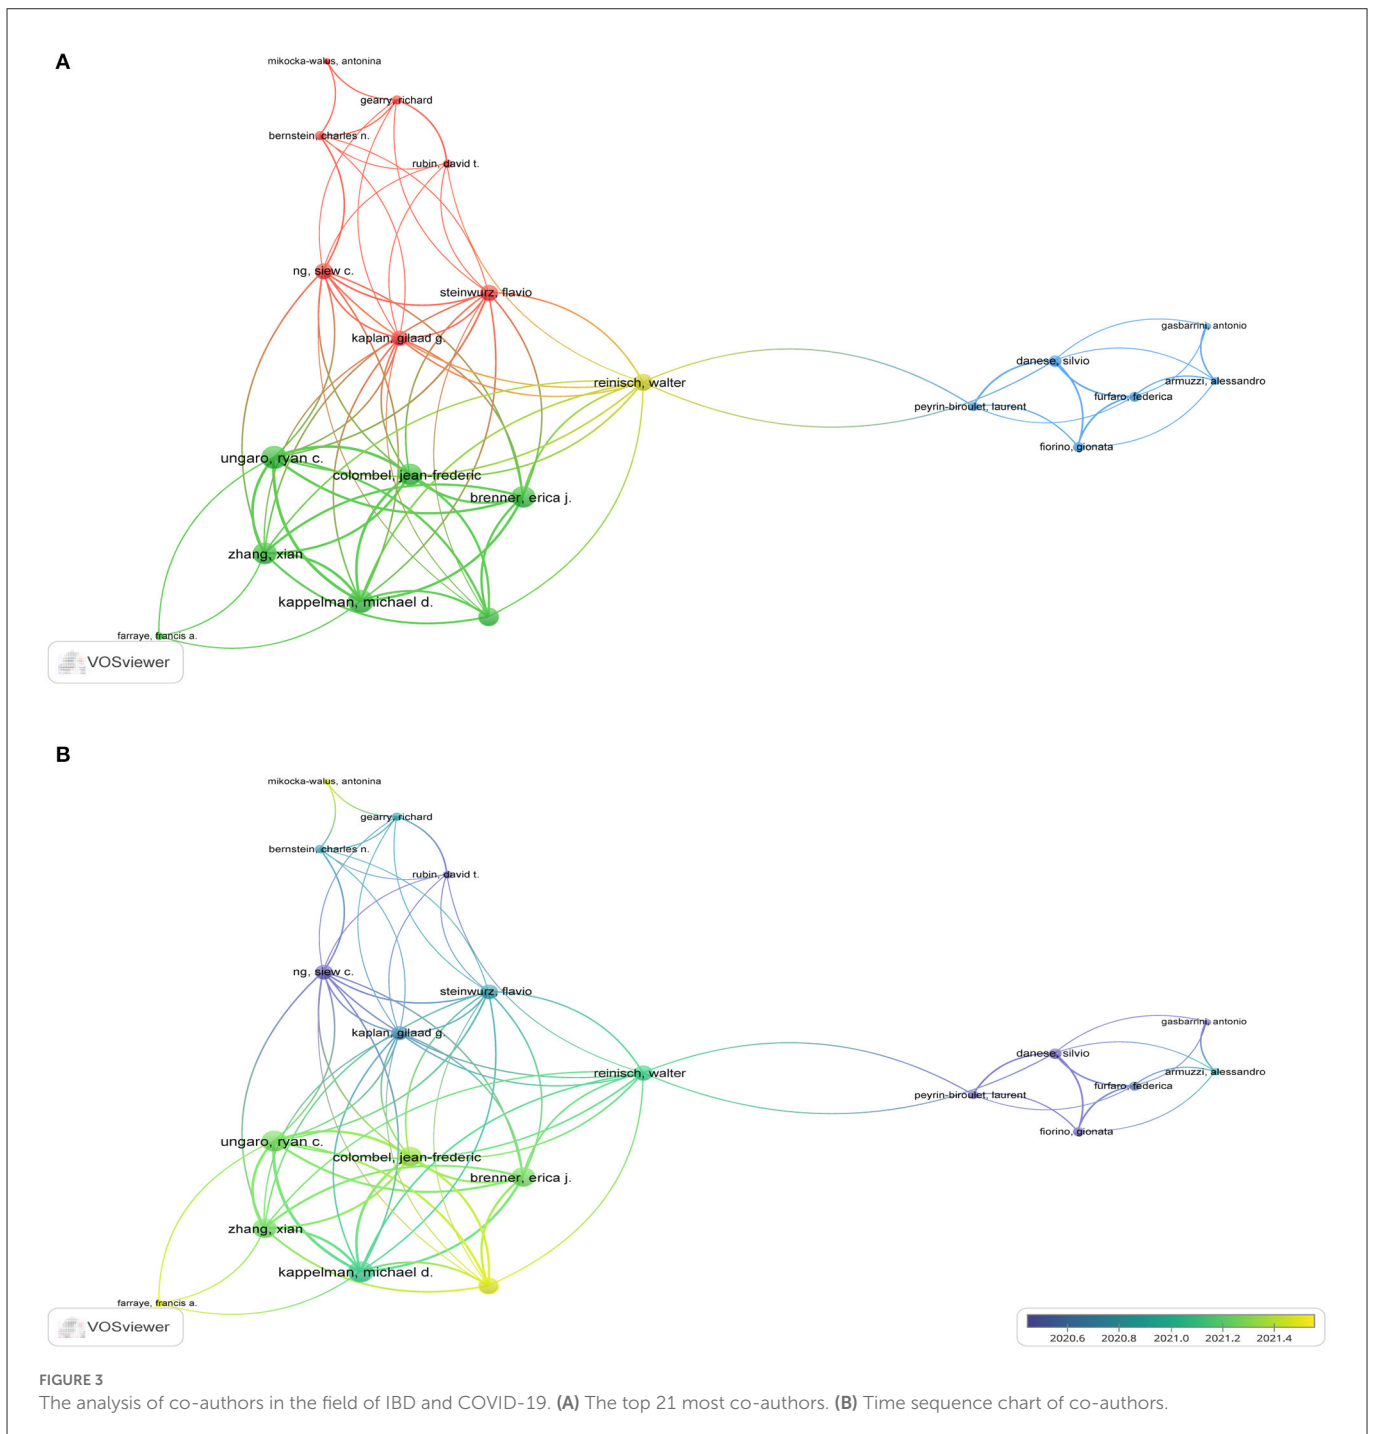 A
mikocka-walus, antonina
gearry, richard
bernstein, charles n.
rubin, david t.
ng, siew c.
steinwurz, flavio
kaplan, gilaad g.
reinisch, walter
gasbarrini, antonio
danese, silvio
armuzzi, alessandro
furfaro, federica
peyrin-biroulet, laurent
fiorino, gionata
ungaro, ryan c.
colombel, jean-frederic
brenner, erica j.
zhang, xian
kappelman, michael d.
farraye, francis a.
VOSviewer
B
mikocka-walus, antonina
gearry, richard
bernstein, charles n.
rubin, david t.
ng, siew c.
steinwurz, flavio
kaplan, gilaad g.
reinisch, walter
gasbarrini, antonio
danese, silvio
armuzzi, alessandro
furfaro, federica
peyrin-biroulet, laurent
fiorino, gionata
ungaro, ryan c.
colombel, jean-frederic
brenner, erica j.
zhang, xian
kappelman, michael d.
farraye, francis a.
VOSviewer
2020.6 2020.8 2021.0 2021.2 2021.4
FIGURE 3
The analysis of co-authors in the field of IBD and COVID-19. (A) The top 21 most co-authors. (B) Time sequence chart of co-authors.